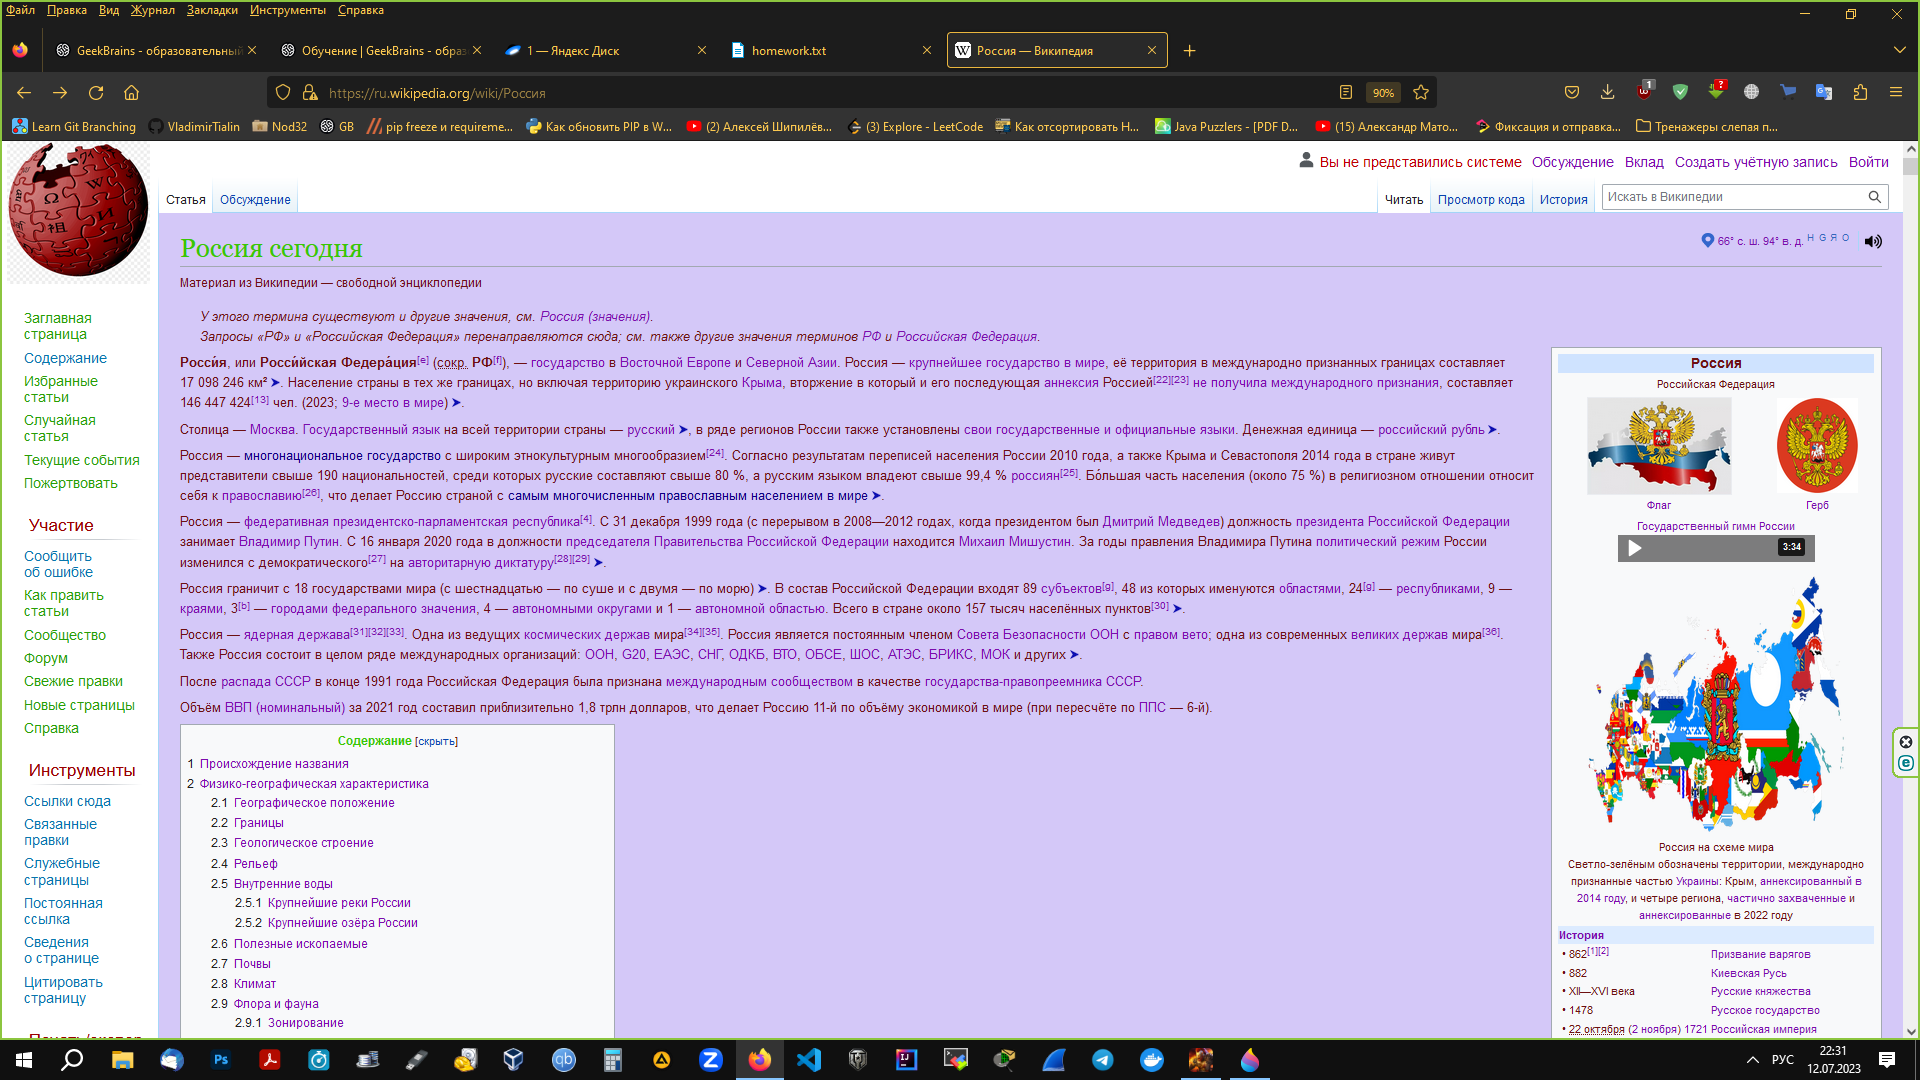 Файл Правка Вид Журнал Закладки Инструменты Справка
GeekBrains - образовательный
Обучение | GeekBrains - образ
1 — Яндекс Диск
homework.txt
Россия — Википедия
https://ru.wikipedia.org/wiki/Россия
90%
1
?
Learn Git Branching
VladimirTialin
Nod32
GB
pip freeze и requireme...
Как обновить PIP в W...
(2) Алексей Шипилёв...
(3) Explore - LeetCode
Как отсортировать H...
Java Puzzlers - [PDF D...
(15) Александр Мато...
Фиксация и отправка...
Тренажеры слепая п...
Вы не представились системе Обсуждение Вклад Создать учётную запись Войти
Статья Обсуждение
Читать Просмотр кода История
Искать в Википедии
Россия сегодня
66° с. ш. 94° в. д. H G Я O
Материал из Википедии — свободной энциклопедии
У этого термина существуют и другие значения, см. Россия (значения).
Запросы «РФ» и «Российская Федерация» перенаправляются сюда; см. также другие значения терминов РФ и Российская Федерация.
Росси́я, или Росси́йская Федера́ция[e] (сокр. РФ[f]), — государство в Восточной Европе и Северной Азии. Россия — крупнейшее государство в мире, её территория в международно признанных границах составляет
17 098 246 км² ➤. Население страны в тех же границах, но включая территорию украинского Крыма, вторжение в который и его последующая аннексия Россией[22][23] не получила международного признания, составляет
146 447 424[13] чел. (2023; 9-е место в мире) ➤.
Столица — Москва. Государственный язык на всей территории страны — русский ➤, в ряде регионов России также установлены свои государственные и официальные языки. Денежная единица — российский рубль ➤.
Россия — многонациональное государство с широким этнокультурным многообразием[24]. Согласно результатам переписей населения России 2010 года, а также Крыма и Севастополя 2014 года в стране живут
представители свыше 190 национальностей, среди которых русские составляют свыше 80 %, а русским языком владеют свыше 99,4 % россиян[25]. Бо́льшая часть населения (около 75 %) в религиозном отношении относит
себя к православию[26], что делает Россию страной с самым многочисленным православным населением в мире ➤.
Россия — федеративная президентско-парламентская республика[4]. С 31 декабря 1999 года (с перерывом в 2008—2012 годах, когда президентом был Дмитрий Медведев) должность президента Российской Федерации
занимает Владимир Путин. С 16 января 2020 года в должности председателя Правительства Российской Федерации находится Михаил Мишустин. За годы правления Владимира Путина политический режим России
изменился с демократического[27] на авторитарную диктатуру[28][29] ➤.
Россия граничит с 18 государствами мира (с шестнадцатью — по суше и с двумя — по морю) ➤. В состав Российской Федерации входят 89 субъектов[g], 48 из которых именуются областями, 24[g] — республиками, 9 —
краями, 3[b] — городами федерального значения, 4 — автономными округами и 1 — автономной областью. Всего в стране около 157 тысяч населённых пунктов[30] ➤.
Россия — ядерная держава[31][32][33]. Одна из ведущих космических держав мира[34][35]. Россия является постоянным членом Совета Безопасности ООН с правом вето; одна из современных великих держав мира[36].
Также Россия состоит в целом ряде международных организаций: ООН, G20, ЕАЭС, СНГ, ОДКБ, ВТО, ОБСЕ, ШОС, АТЭС, БРИКС, МОК и других ➤.
После распада СССР в конце 1991 года Российская Федерация была признана международным сообществом в качестве государства-правопреемника СССР.
Объём ВВП (номинальный) за 2021 год составил приблизительно 1,8 трлн долларов, что делает Россию 11-й по объёму экономикой в мире (при пересчёте по ППС — 6-й).
Содержание [скрыть]
1 Происхождение названия
2 Физико-географическая характеристика
2.1 Географическое положение
2.2 Границы
2.3 Геологическое строение
2.4 Рельеф
2.5 Внутренние воды
2.5.1 Крупнейшие реки России
2.5.2 Крупнейшие озёра России
2.6 Полезные ископаемые
2.7 Почвы
2.8 Климат
2.9 Флора и фауна
2.9.1 Зонирование
Заглавная
страница
Содержание
Избранные
статьи
Случайная
статья
Текущие события
Пожертвовать
Участие
Сообщить
об ошибке
Как править
статьи
Сообщество
Форум
Свежие правки
Новые страницы
Справка
Инструменты
Ссылки сюда
Связанные
правки
Служебные
страницы
Постоянная
ссылка
Сведения
о странице
Цитировать
страницу
Россия
Российская Федерация
Флаг Герб
Государственный гимн России
3:34
Россия на схеме мира
Светло-зелёным обозначены территории, международно
признанные частью Украины: Крым, аннексированный в
2014 году, и четыре региона, частично захваченные и
аннексированные в 2022 году
История
• 862[1][2] Призвание варягов
• 882 Киевская Русь
• XII—XVI века Русские княжества
• 1478 Русское государство
• 22 октября (2 ноября) 1721 Российская империя
РУС
22:31
12.07.2023